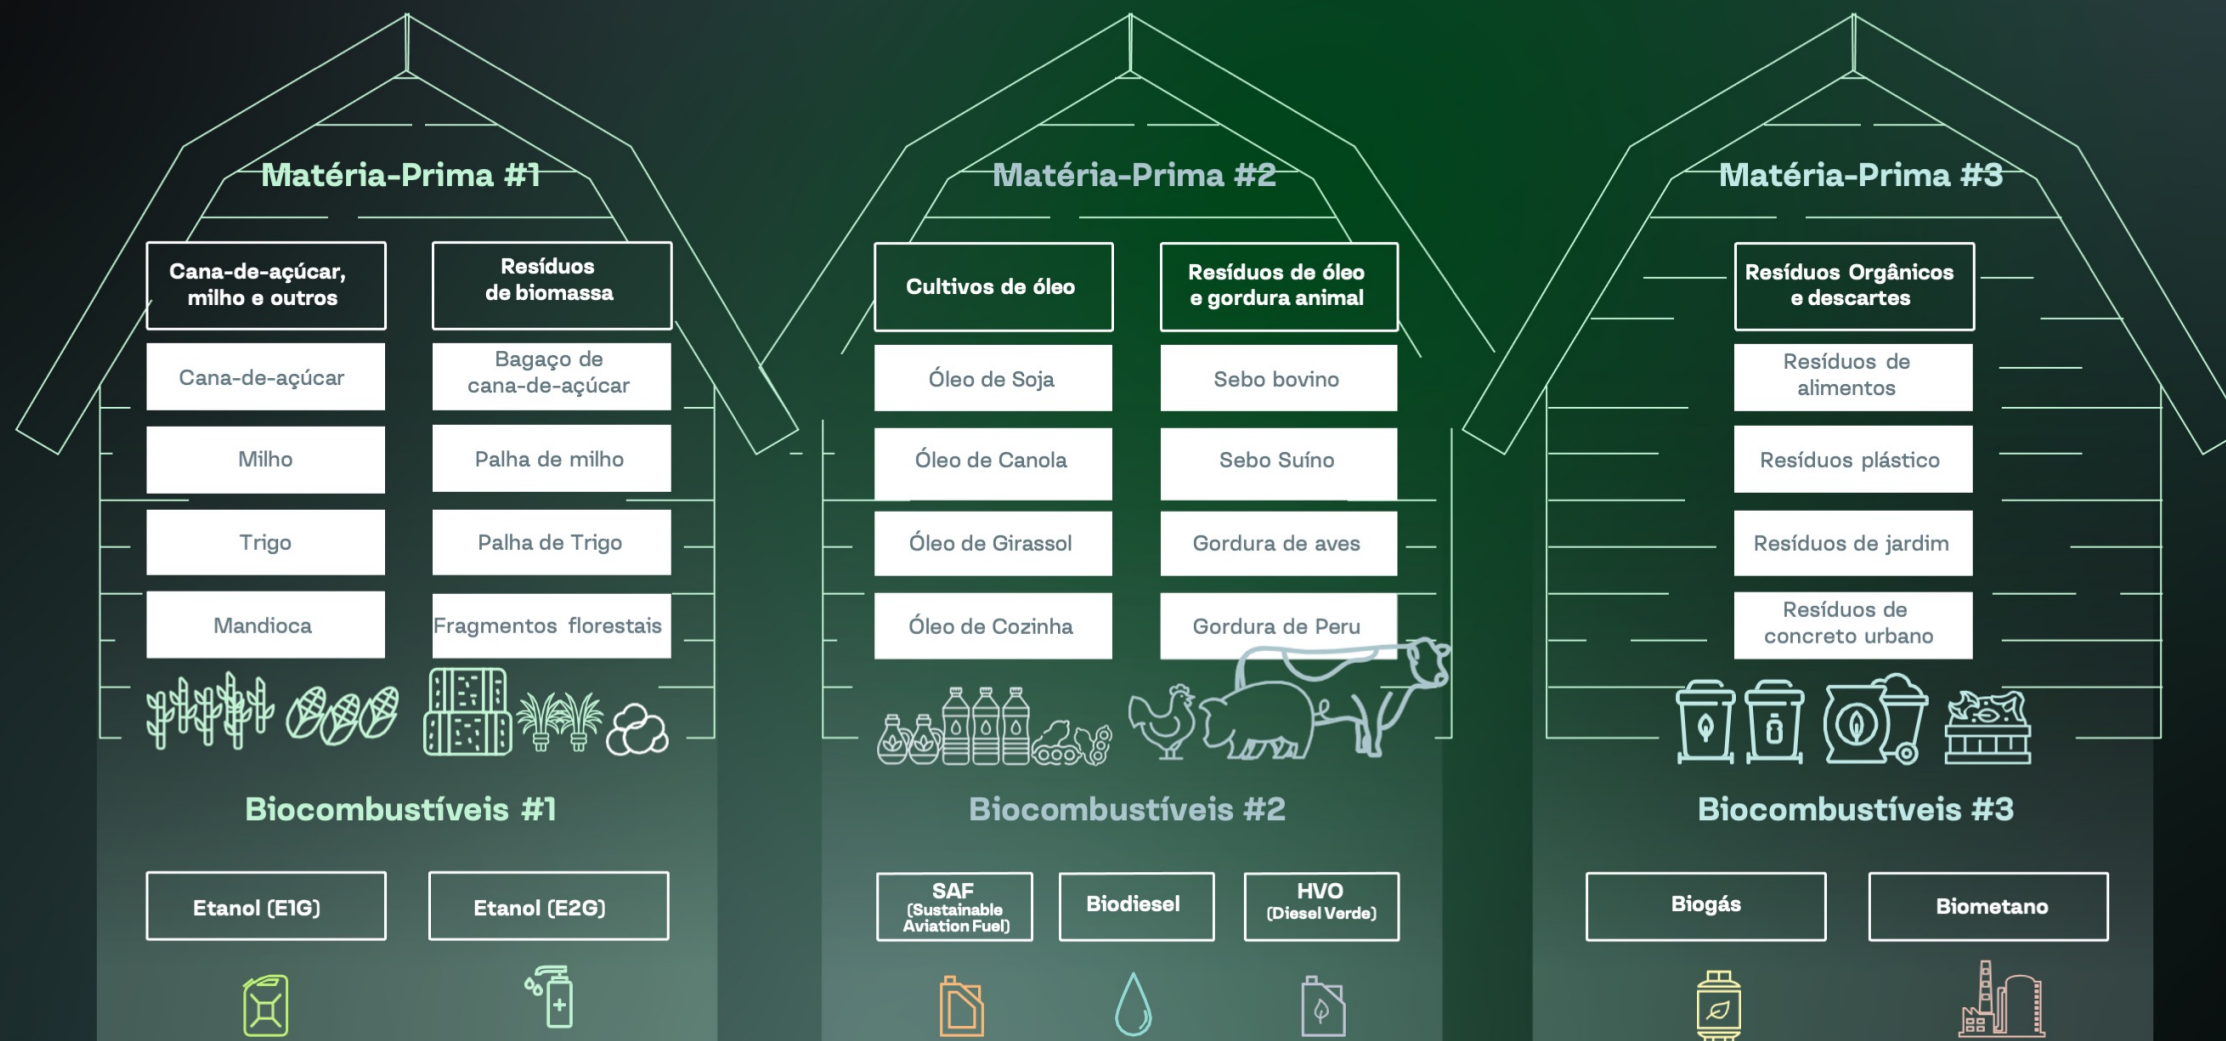 Matéria-Prima #1
Cana-de-açúcar,
milho e outros
Resíduos
de biomassa
Cana-de-açúcar
Bagaço de
cana-de-açúcar
Milho
Palha de milho
Trigo
Palha de Trigo
Mandioca
Fragmentos florestais
Biocombustíveis #1
Etanol (E1G)
Etanol (E2G)
Matéria-Prima #2
Cultivos de óleo
Resíduos de óleo
e gordura animal
Óleo de Soja
Sebo bovino
Óleo de Canola
Sebo Suíno
Óleo de Girassol
Gordura de aves
Óleo de Cozinha
Gordura de Peru
Biocombustíveis #2
SAF
(Sustainable
Aviation Fuel)
Biodiesel
HVO
(Diesel Verde)
Matéria-Prima #3
Resíduos Orgânicos
e descartes
Resíduos de
alimentos
Resíduos plástico
Resíduos de jardim
Resíduos de
concreto urbano
Biocombustíveis #3
Biogás
Biometano